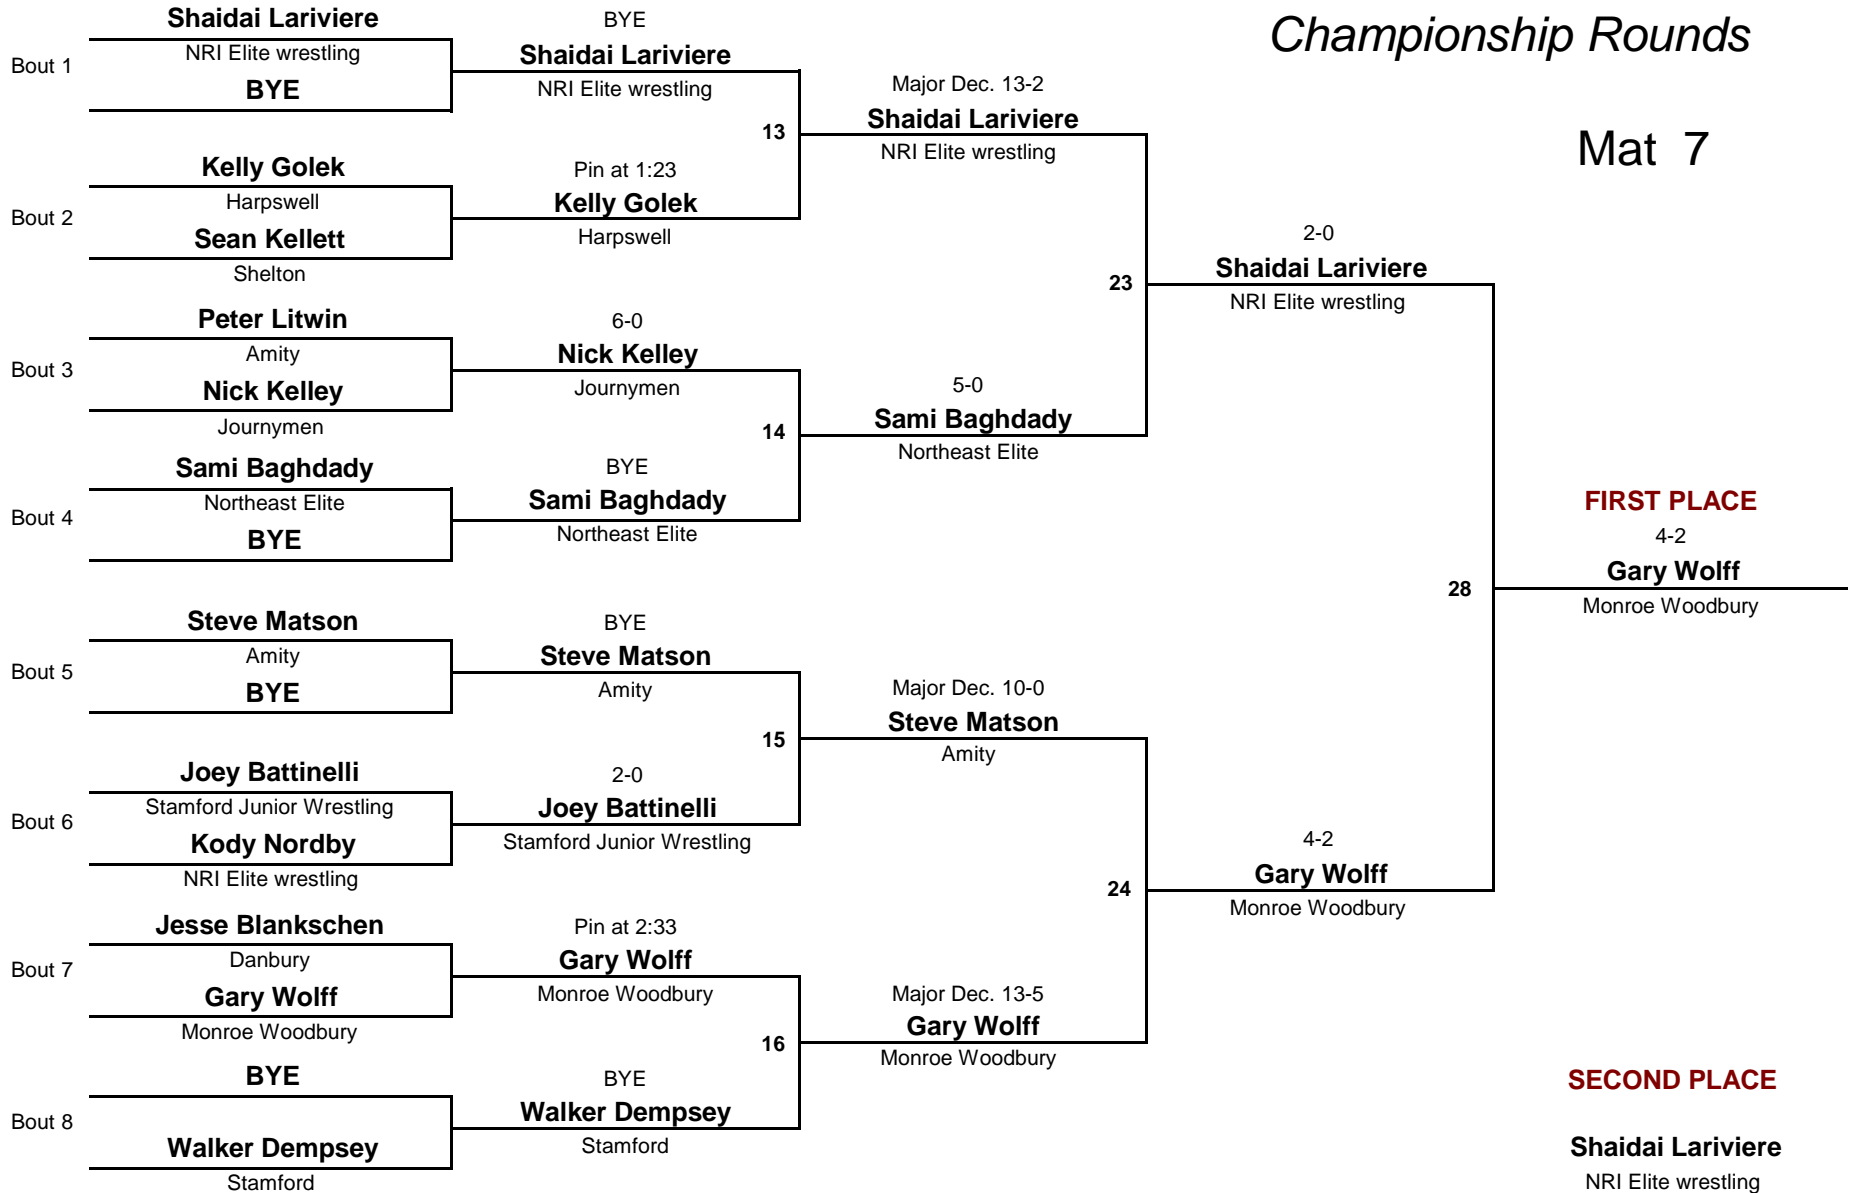 Championship Rounds
Mat 7
Bout 1
Shaidai Lariviere
NRI Elite wrestling
BYE
Bout 2
Kelly Golek
Harpswell
Sean Kellett
Shelton
Bout 3
Peter Litwin
Amity
Nick Kelley
Journymen
Bout 4
Sami Baghdady
Northeast Elite
BYE
Bout 5
Steve Matson
Amity
BYE
Bout 6
Joey Battinelli
Stamford Junior Wrestling
Kody Nordby
NRI Elite wrestling
Bout 7
Jesse Blankschen
Danbury
Gary Wolff
Monroe Woodbury
Bout 8
BYE
Walker Dempsey
Stamford
BYE
Shaidai Lariviere
NRI Elite wrestling
13
Pin at 1:23
Kelly Golek
Harpswell
6-0
Nick Kelley
Journymen
14
BYE
Sami Baghdady
Northeast Elite
BYE
Steve Matson
Amity
15
2-0
Joey Battinelli
Stamford Junior Wrestling
Pin at 2:33
Gary Wolff
Monroe Woodbury
16
BYE
Walker Dempsey
Stamford
Major Dec. 13-2
Shaidai Lariviere
NRI Elite wrestling
23
5-0
Sami Baghdady
Northeast Elite
Major Dec. 10-0
Steve Matson
Amity
24
Major Dec. 13-5
Gary Wolff
Monroe Woodbury
2-0
Shaidai Lariviere
NRI Elite wrestling
28
4-2
Gary Wolff
Monroe Woodbury
FIRST PLACE
4-2
Gary Wolff
Monroe Woodbury
SECOND PLACE
Shaidai Lariviere
NRI Elite wrestling